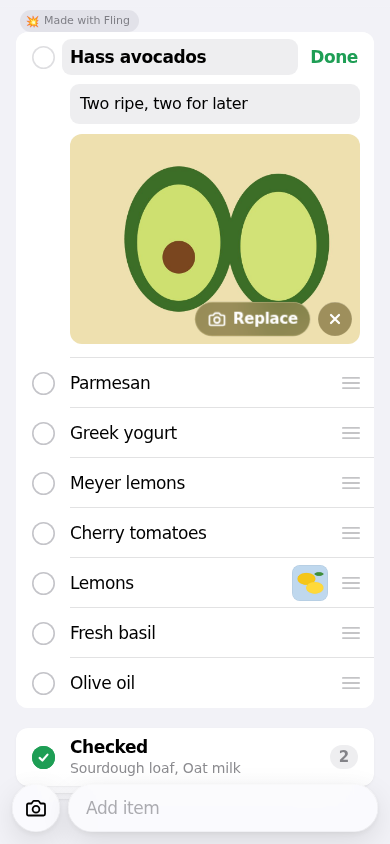 💥 Made with Fling
Hass avocados
Done
Two ripe, two for later
Replace
Parmesan
Greek yogurt
Meyer lemons
Cherry tomatoes
Lemons
Fresh basil
Olive oil
Checked
Sourdough loaf, Oat milk
2
Add item